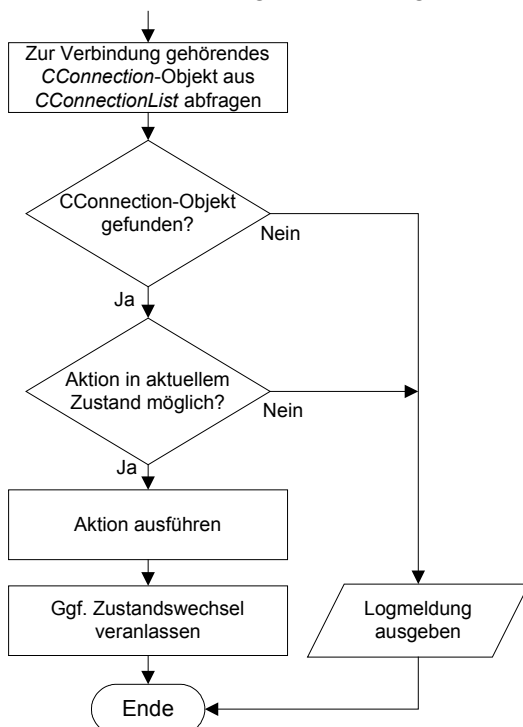 Zur Verbindung gehörendes
CConnection-Objekt aus
CConnectionList abfragen
CConnection-Objekt
gefunden?
Nein
Ja
Aktion in aktuellem
Zustand möglich?
Nein
Ja
Aktion ausführen
Ggf. Zustandswechsel
veranlassen
Logmeldung
ausgeben
Ende